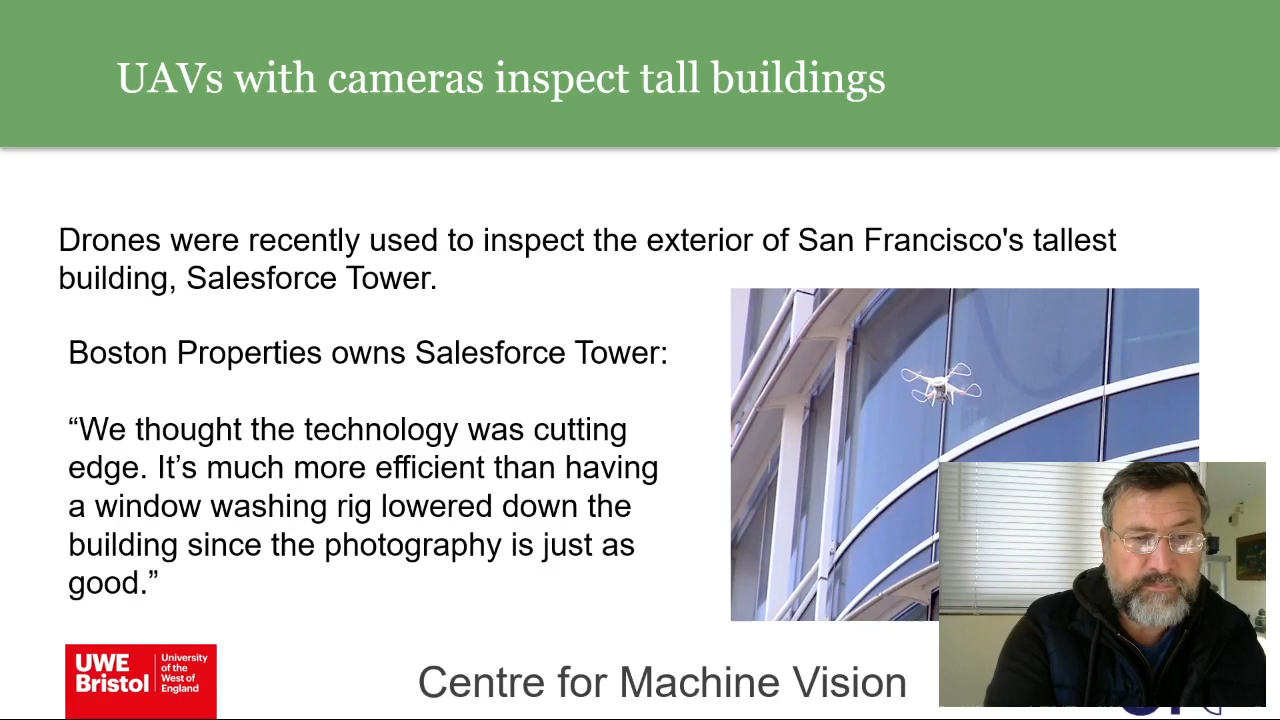 UAVs with cameras inspect tall buildings
Drones were recently used to inspect the exterior of San Francisco's tallest
building, Salesforce Tower.
Boston Properties owns Salesforce Tower:
“We thought the technology was cutting
edge. It’s much more efficient than having
a window washing rig lowered down the
building since the photography is just as
good.”
UWE
Bristol
University
of the
West of
England
Centre for Machine Vision